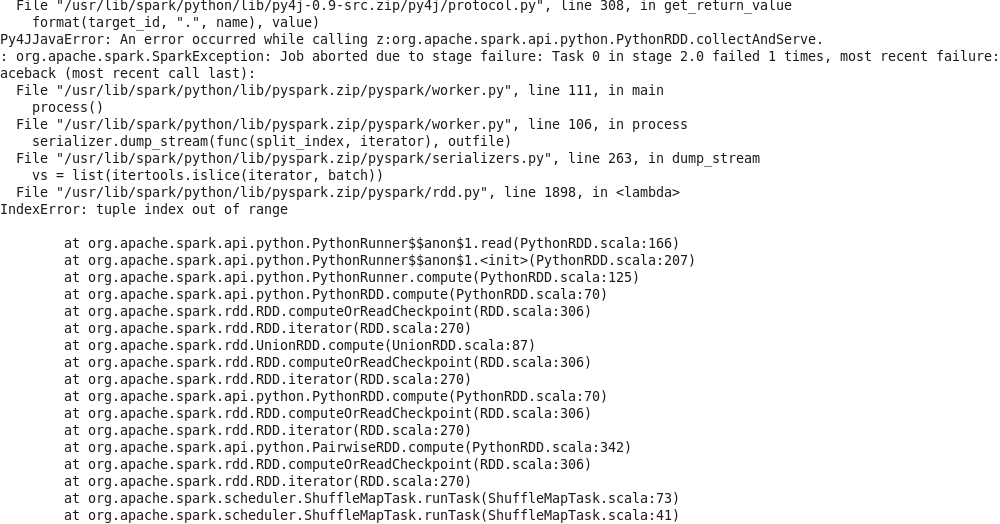 File "/usr/lib/spark/python/lib/py4j-0.9-src.zip/py4j/protocol.py", line 308, in get_return_value
    format(target_id, ".", name), value)
Py4JJavaError: An error occurred while calling z:org.apache.spark.api.python.PythonRDD.collectAndServe.
: org.apache.spark.SparkException: Job aborted due to stage failure: Task 0 in stage 2.0 failed 1 times, most recent failure:
aceback (most recent call last):
  File "/usr/lib/spark/python/lib/pyspark.zip/pyspark/worker.py", line 111, in main
    process()
  File "/usr/lib/spark/python/lib/pyspark.zip/pyspark/worker.py", line 106, in process
    serializer.dump_stream(func(split_index, iterator), outfile)
  File "/usr/lib/spark/python/lib/pyspark.zip/pyspark/serializers.py", line 263, in dump_stream
    vs = list(itertools.islice(iterator, batch))
  File "/usr/lib/spark/python/lib/pyspark.zip/pyspark/rdd.py", line 1898, in <lambda>
IndexError: tuple index out of range

        at org.apache.spark.api.python.PythonRunner$$anon$1.read(PythonRDD.scala:166)
        at org.apache.spark.api.python.PythonRunner$$anon$1.<init>(PythonRDD.scala:207)
        at org.apache.spark.api.python.PythonRunner.compute(PythonRDD.scala:125)
        at org.apache.spark.api.python.PythonRDD.compute(PythonRDD.scala:70)
        at org.apache.spark.rdd.RDD.computeOrReadCheckpoint(RDD.scala:306)
        at org.apache.spark.rdd.RDD.iterator(RDD.scala:270)
        at org.apache.spark.rdd.UnionRDD.compute(UnionRDD.scala:87)
        at org.apache.spark.rdd.RDD.computeOrReadCheckpoint(RDD.scala:306)
        at org.apache.spark.rdd.RDD.iterator(RDD.scala:270)
        at org.apache.spark.api.python.PythonRDD.compute(PythonRDD.scala:70)
        at org.apache.spark.rdd.RDD.computeOrReadCheckpoint(RDD.scala:306)
        at org.apache.spark.rdd.RDD.iterator(RDD.scala:270)
        at org.apache.spark.api.python.PairwiseRDD.compute(PythonRDD.scala:342)
        at org.apache.spark.rdd.RDD.computeOrReadCheckpoint(RDD.scala:306)
        at org.apache.spark.rdd.RDD.iterator(RDD.scala:270)
        at org.apache.spark.scheduler.ShuffleMapTask.runTask(ShuffleMapTask.scala:73)
        at org.apache.spark.scheduler.ShuffleMapTask.runTask(ShuffleMapTask.scala:41)